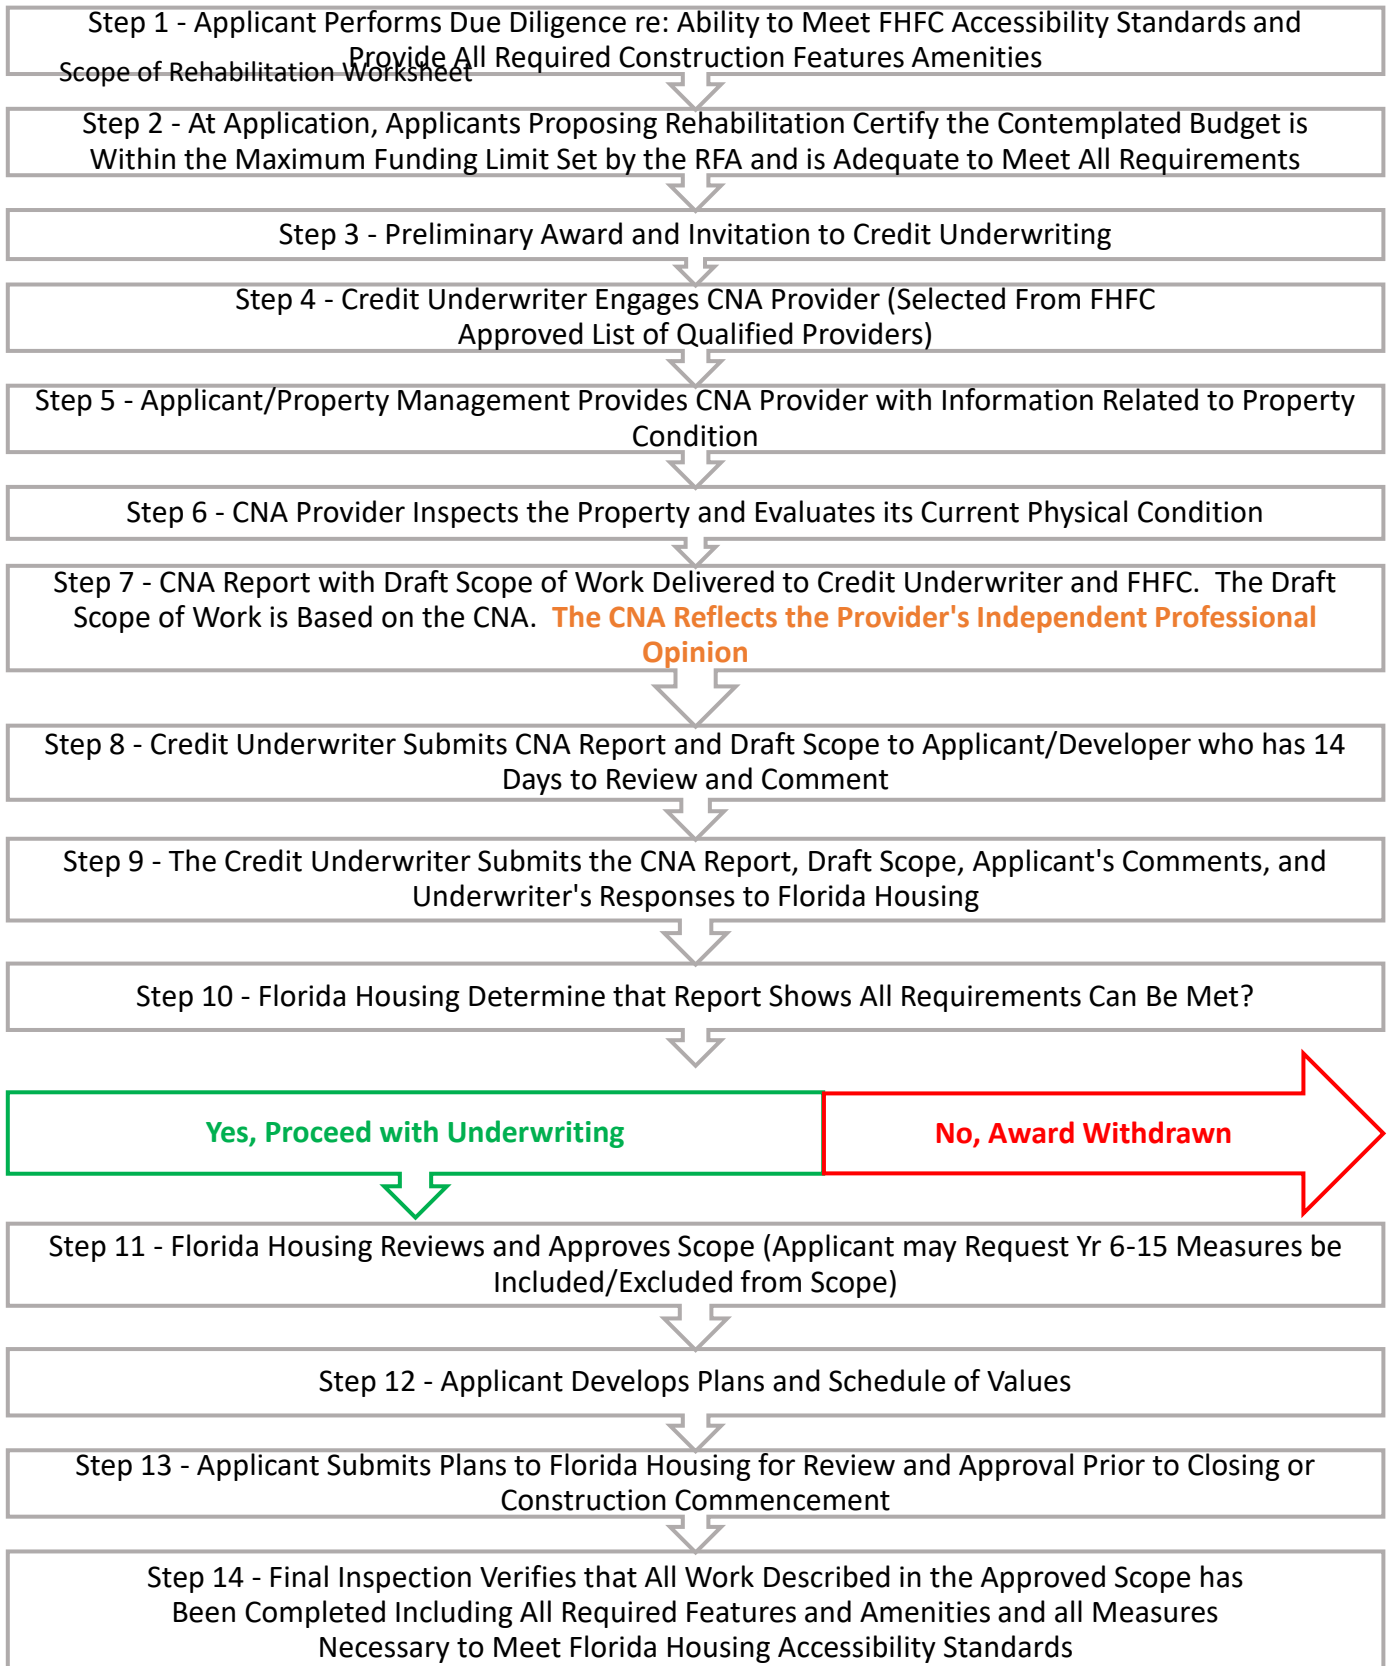 Step 1 - Applicant Performs Due Diligence re: Ability to Meet FHFC Accessibility Standards and
Provide All Required Construction Features Amenities
Scope of Rehabilitation Worksheet
Step 2 - At Application, Applicants Proposing Rehabilitation Certify the Contemplated Budget is
Within the Maximum Funding Limit Set by the RFA and is Adequate to Meet All Requirements
Step 3 - Preliminary Award and Invitation to Credit Underwriting
Step 4 - Credit Underwriter Engages CNA Provider (Selected From FHFC
Approved List of Qualified Providers)
Step 5 - Applicant/Property Management Provides CNA Provider with Information Related to Property
Condition
Step 6 - CNA Provider Inspects the Property and Evaluates its Current Physical Condition
Step 7 - CNA Report with Draft Scope of Work Delivered to Credit Underwriter and FHFC.  The Draft
Scope of Work is Based on the CNA.  The CNA Reflects the Provider's Independent Professional
Opinion
Step 8 - Credit Underwriter Submits CNA Report and Draft Scope to Applicant/Developer who has 14
Days to Review and Comment
Step 9 - The Credit Underwriter Submits the CNA Report, Draft Scope, Applicant's Comments, and
Underwriter's Responses to Florida Housing
Step 10 - Florida Housing Determine that Report Shows All Requirements Can Be Met?
Yes, Proceed with Underwriting
No, Award Withdrawn
Step 11 - Florida Housing Reviews and Approves Scope (Applicant may Request Yr 6-15 Measures be
Included/Excluded from Scope)
Step 12 - Applicant Develops Plans and Schedule of Values
Step 13 - Applicant Submits Plans to Florida Housing for Review and Approval Prior to Closing or
Construction Commencement
Step 14 - Final Inspection Verifies that All Work Described in the Approved Scope has
Been Completed Including All Required Features and Amenities and all Measures
Necessary to Meet Florida Housing Accessibility Standards